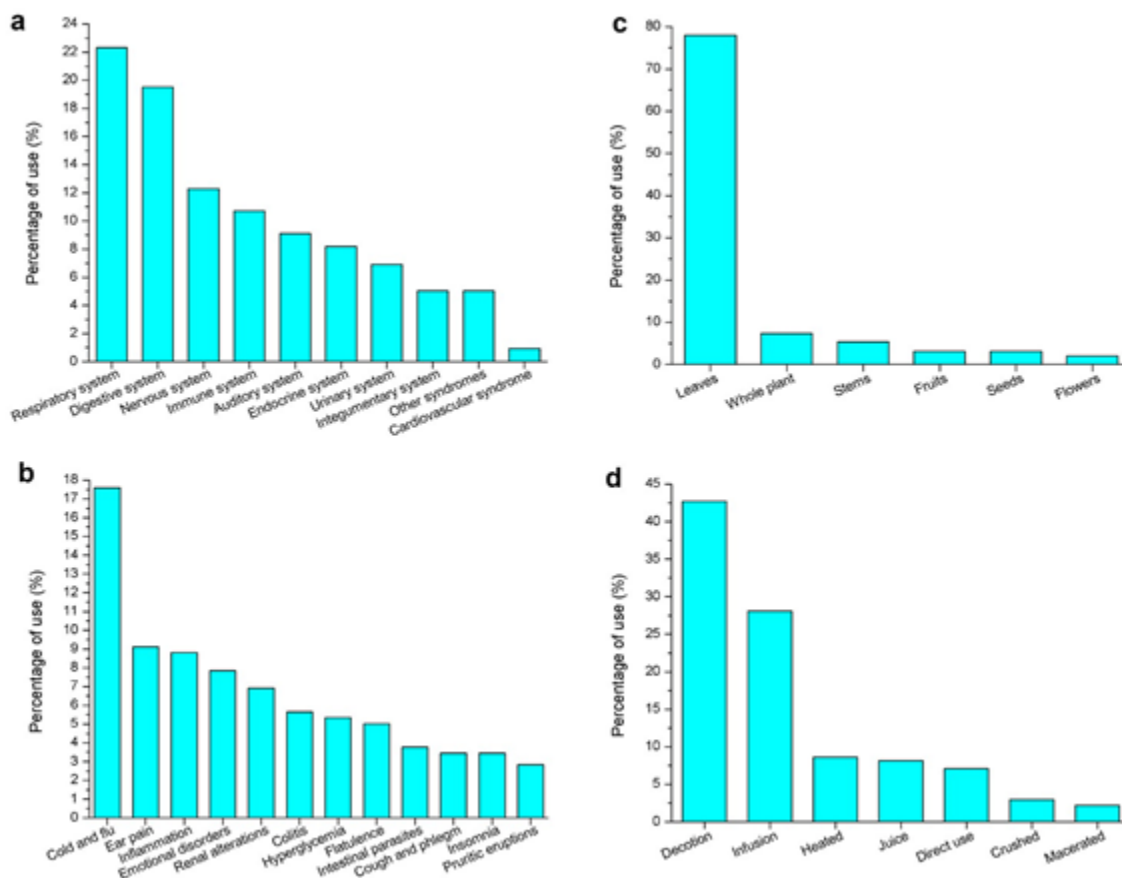 a
Percentage of use (%)
24
22
20
18
16
14
12
10
8
6
4
2
0
Respiratory system
Digestive system
Nervous system
Immune system
Auditory system
Endocrine system
Urinary system
Integumentary system
Other syndromes
Cardiovascular syndrome
c
Percentage of use (%)
80
70
60
50
40
30
20
10
0
Leaves
Whole plant
Stems
Fruits
Seeds
Flowers
b
Percentage of use (%)
18
17
16
15
14
13
12
11
10
9
8
7
6
5
4
3
2
1
0
Cold and flu
Ear pain
Inflammation
Emotional disorders
Renal alterations
Colitis
Hyperglycemia
Flatulence
Intestinal parasites
Cough and phlegm
Insomnia
Pruritic eruptions
d
Percentage of use (%)
45
40
35
30
25
20
15
10
5
0
Decotion
Infusion
Heated
Juice
Direct use
Crushed
Macerated